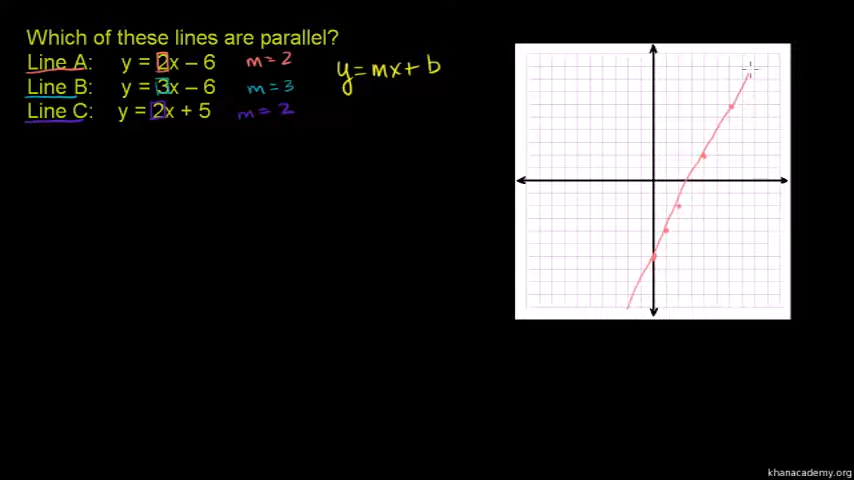 Which of these lines are parallel?
Line A: y = 2x – 6 m = 2 y = mx + b
Line B: y = 3x – 6 m = 3
Line C: y = 2x + 5 m = 2
khanacademy.org